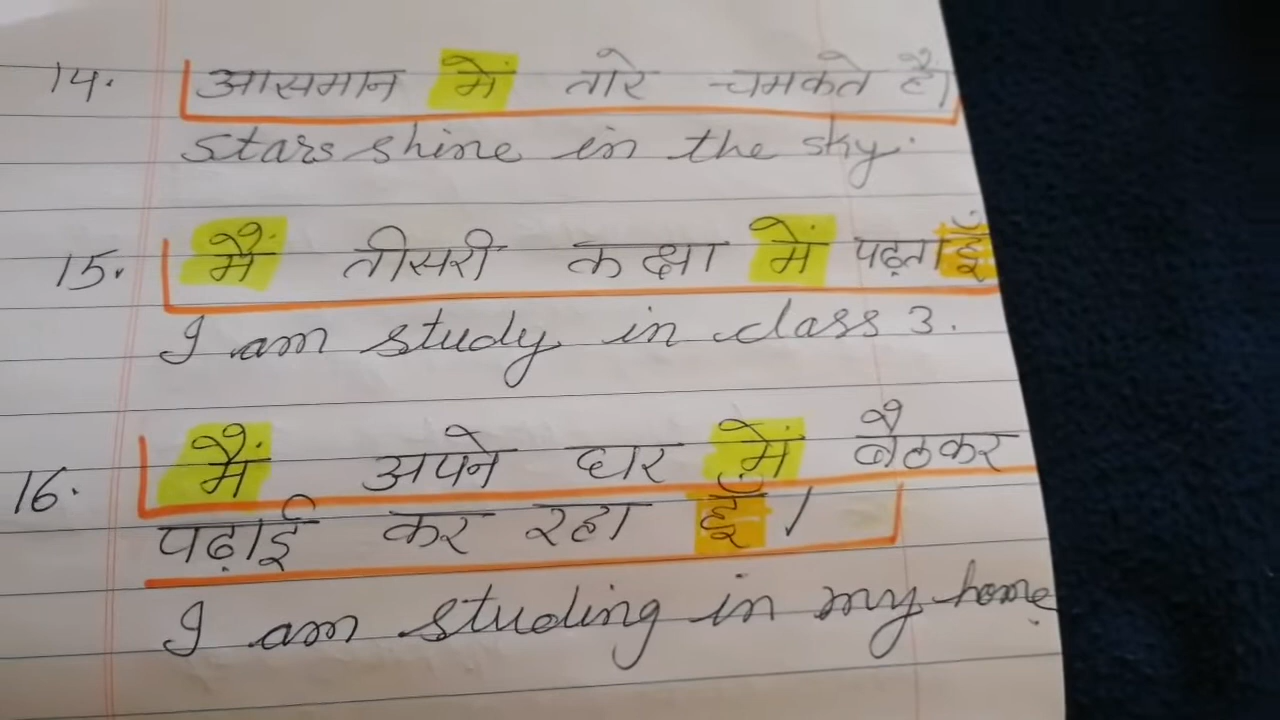 14. आसमान में तारे चमकते है।
stars shine in the sky.
15. मैं तीसरी कक्षा में पढ़ता हूँ
I am study in class 3.
16. मैं अपने घर में बैठकर
पढ़ाई कर रहा हूँ।
I am studing in my home.